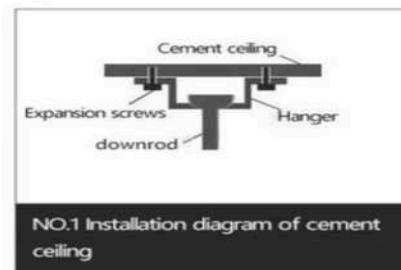 Cement ceiling
Expansion screws
Hanger
downrod
NO.1 Installation diagram of cement
ceiling